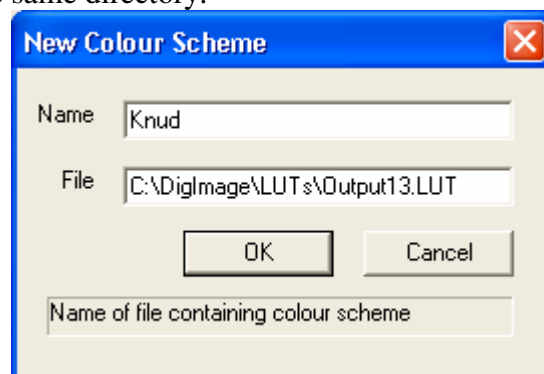 same directory.
New Colour Scheme
Name Knud
File C:\DigImage\LUTs\Output13.LUT
OK Cancel
Name of file containing colour scheme